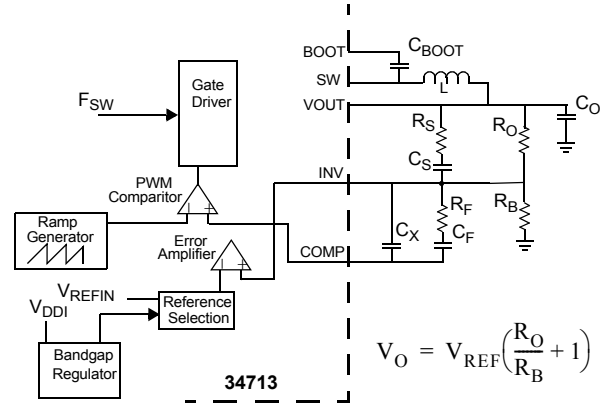 BOOT
C_BOOT
SW
L
VOUT
C_O
R_S
R_O
C_S
INV
R_F
R_B
C_X
C_F
COMP
F_SW
Gate
Driver
PWM
Comparitor
– +
Ramp
Generator
Error
Amplifier
– +
V_REFIN
V_DDI
Reference
Selection
Bandgap
Regulator
34713
V_O = V_REF(R_O/R_B + 1)